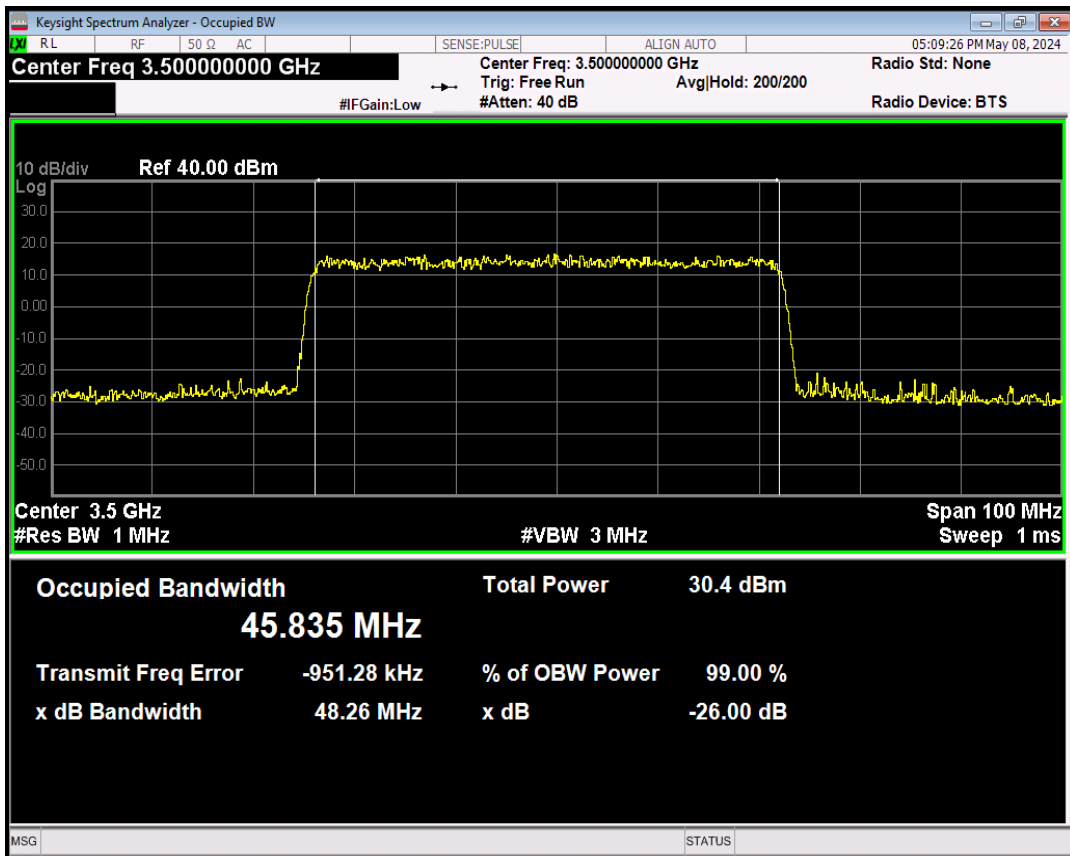 Keysight Spectrum Analyzer - Occupied BW
LXI RL RF 50 Ω AC SENSE:PULSE ALIGN AUTO 05:09:26 PM May 08, 2024
Center Freq 3.500000000 GHz Center Freq: 3.500000000 GHz Radio Std: None
Trig: Free Run Avg|Hold: 200/200
#IFGain:Low #Atten: 40 dB Radio Device: BTS
10 dB/div Ref 40.00 dBm
Log
30.0
20.0
10.0
0.00
-10.0
-20.0
-30.0
-40.0
-50.0
Center 3.5 GHz Span 100 MHz
#Res BW 1 MHz #VBW 3 MHz Sweep 1 ms
Occupied Bandwidth Total Power 30.4 dBm
45.835 MHz
Transmit Freq Error -951.28 kHz % of OBW Power 99.00 %
x dB Bandwidth 48.26 MHz x dB -26.00 dB
MSG STATUS